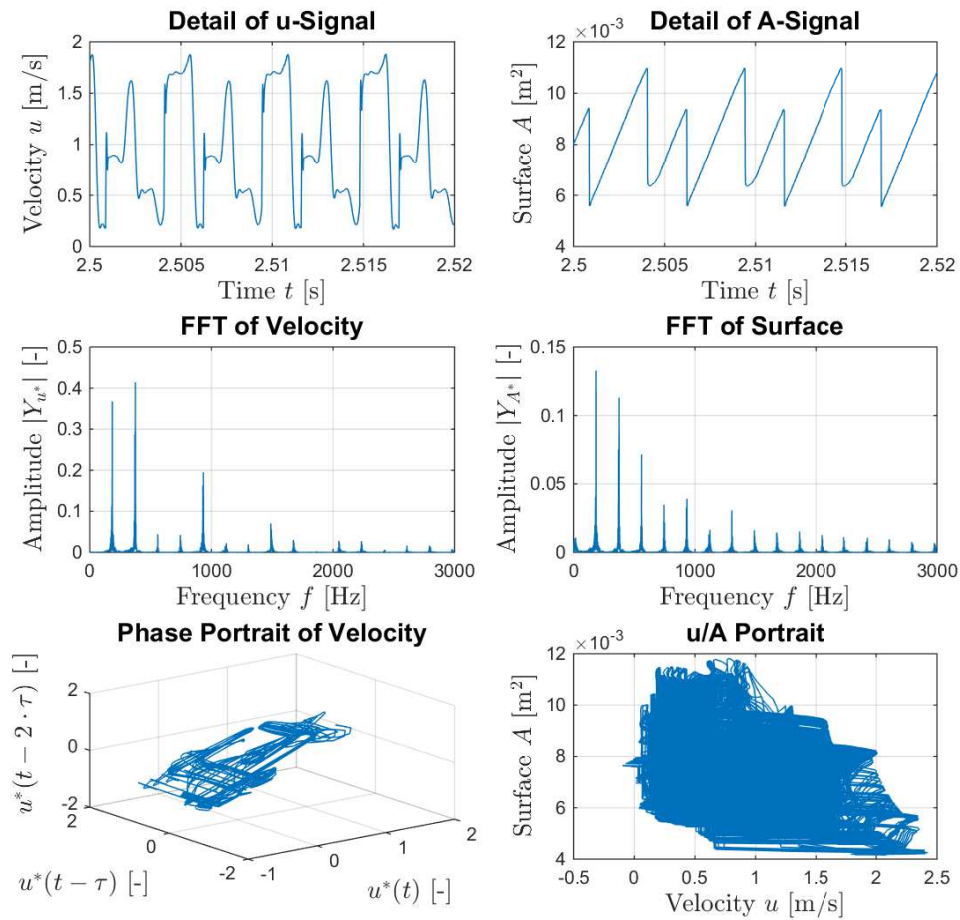 Detail of u-Signal
Velocity u [m/s]
2
1.5
1
0.5
0
2.5 2.505 2.51 2.515 2.52
Time t [s]
Detail of A-Signal
×10⁻³
Surface A [m²]
12
10
8
6
4
2.5 2.505 2.51 2.515 2.52
Time t [s]
FFT of Velocity
Amplitude |Y_{u*}| [-]
0.5
0.4
0.3
0.2
0.1
0
0 1000 2000 3000
Frequency f [Hz]
FFT of Surface
Amplitude |Y_{A*}| [-]
0.15
0.1
0.05
0
0 1000 2000 3000
Frequency f [Hz]
Phase Portrait of Velocity
u*(t − 2 · τ) [-]
2
0
-2
2
0
-2
u*(t − τ) [-]
-1
0
1
2
u*(t) [-]
u/A Portrait
×10⁻³
Surface A [m²]
12
10
8
6
4
-0.5 0 0.5 1 1.5 2 2.5
Velocity u [m/s]